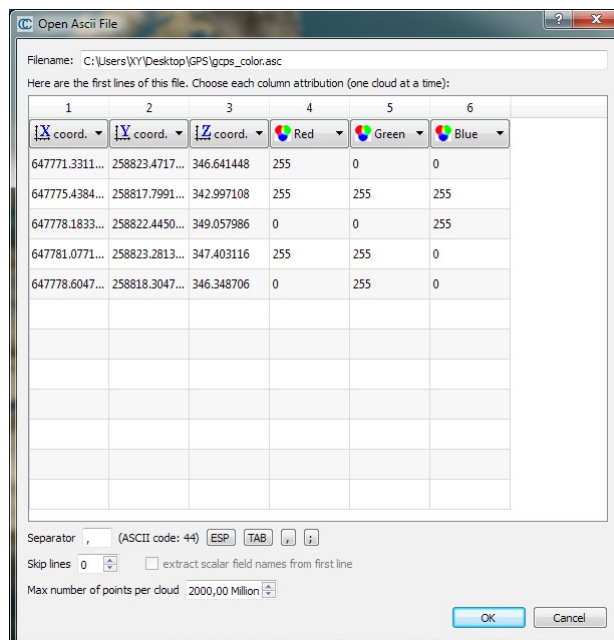 Open Ascii File
Filename: C:\Users\XY\Desktop\GPS\gcps_color.asc
Here are the first lines of this file. Choose each column attribution (one cloud at a time):
1 2 3 4 5 6
X coord. Y coord. Z coord. Red Green Blue
647771.3311... 258823.4717... 346.641448 255 0 0
647775.4384... 258817.7991... 342.997108 255 255 255
647778.1833... 258822.4450... 349.057986 0 0 255
647781.0771... 258823.2813... 347.403116 255 255 0
647778.6047... 258818.3047... 346.348706 0 255 0
Separator , (ASCII code: 44) ESP TAB , ;
Skip lines 0 extract scalar field names from first line
Max number of points per cloud 2000,00 Million
OK Cancel